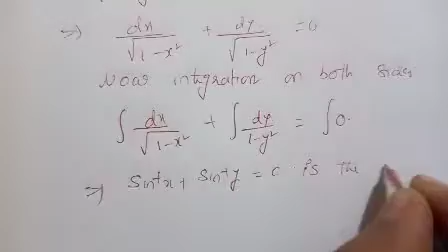 ⇒) dx/√1-x² + dy/√1-y² = 0
Now integration on both sides
∫ dx/√1-x² + ∫ dy/1-y² = ∫ 0.
⇒ Sin⁻¹x + Sin⁻¹y = c is the